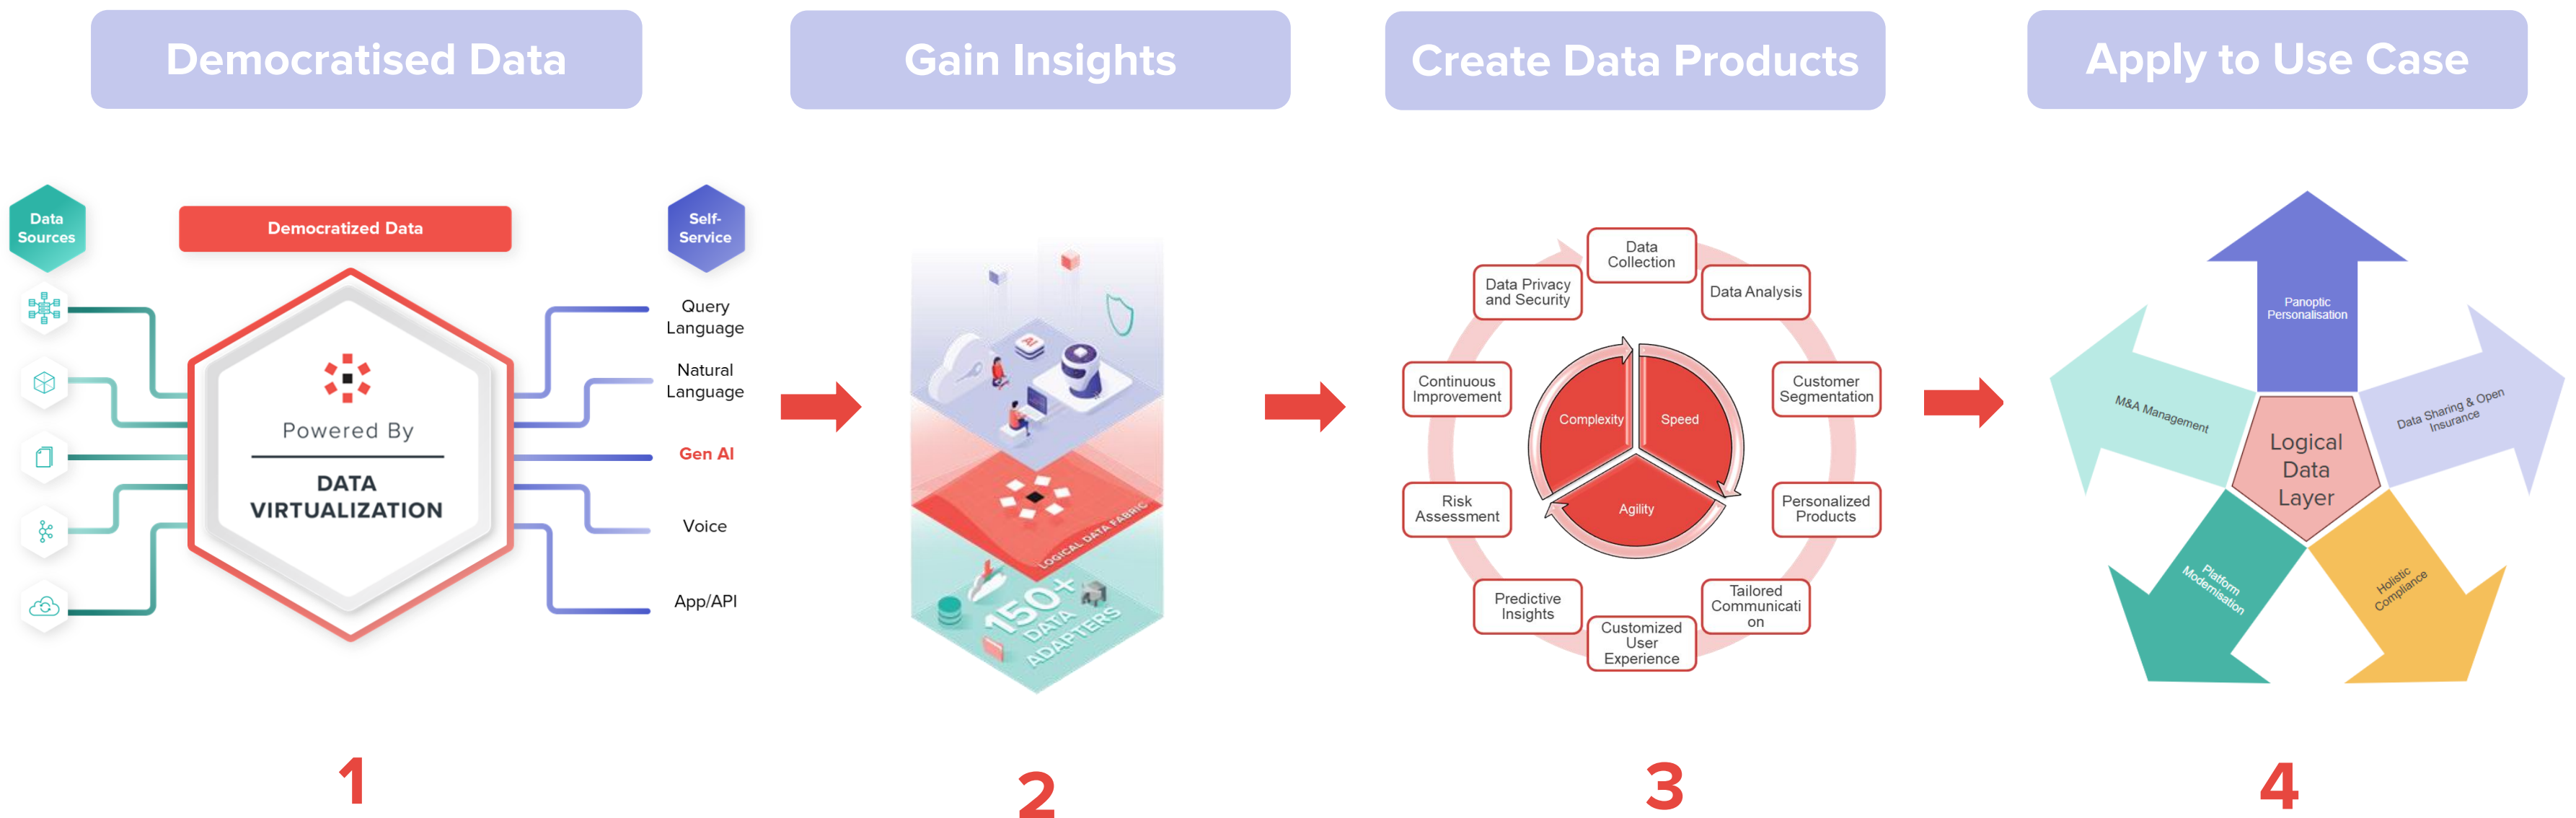 Democratised Data
Gain Insights
Create Data Products
Apply to Use Case
Data
Sources
Democratized Data
Self-
Service
Powered By
DATA
VIRTUALIZATION
Query
Language
Natural
Language
Gen AI
Voice
App/API
AI
LOGICAL DATA FABRIC
150+
DATA
ADAPTERS
Data
Collection
Data Analysis
Customer
Segmentation
Personalized
Products
Tailored
Communicati
on
Customized
User
Experience
Predictive
Insights
Risk
Assessment
Continuous
Improvement
Data Privacy
and Security
Complexity
Speed
Agility
Panoptic
Personalisation
Data Sharing & Open
Insurance
Holistic
Compliance
Platform
Modernisation
M&A Management
Logical
Data
Layer
1
2
3
4